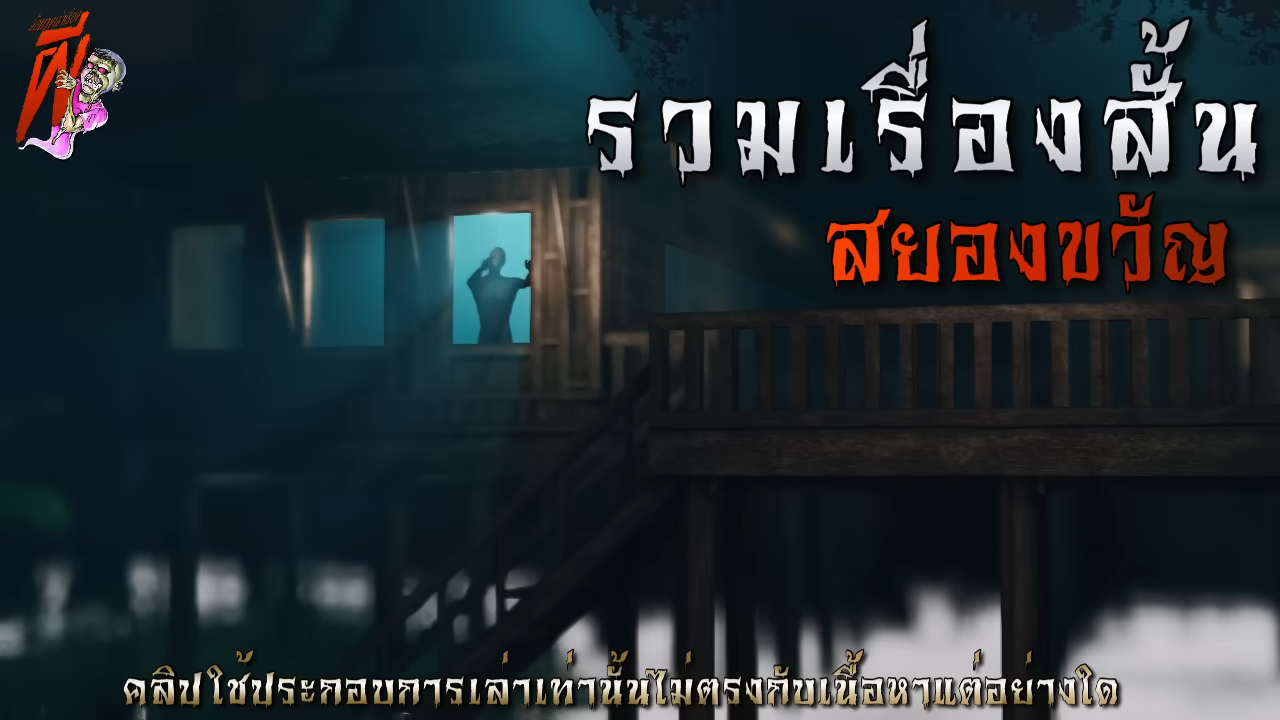 ผี
รวมเรื่องสั้น
สยองขวัญ
คลิปใช้ประกอบการเล่าเท่านั้นไม่ตรงกับเนื้อหาแต่อย่างใด